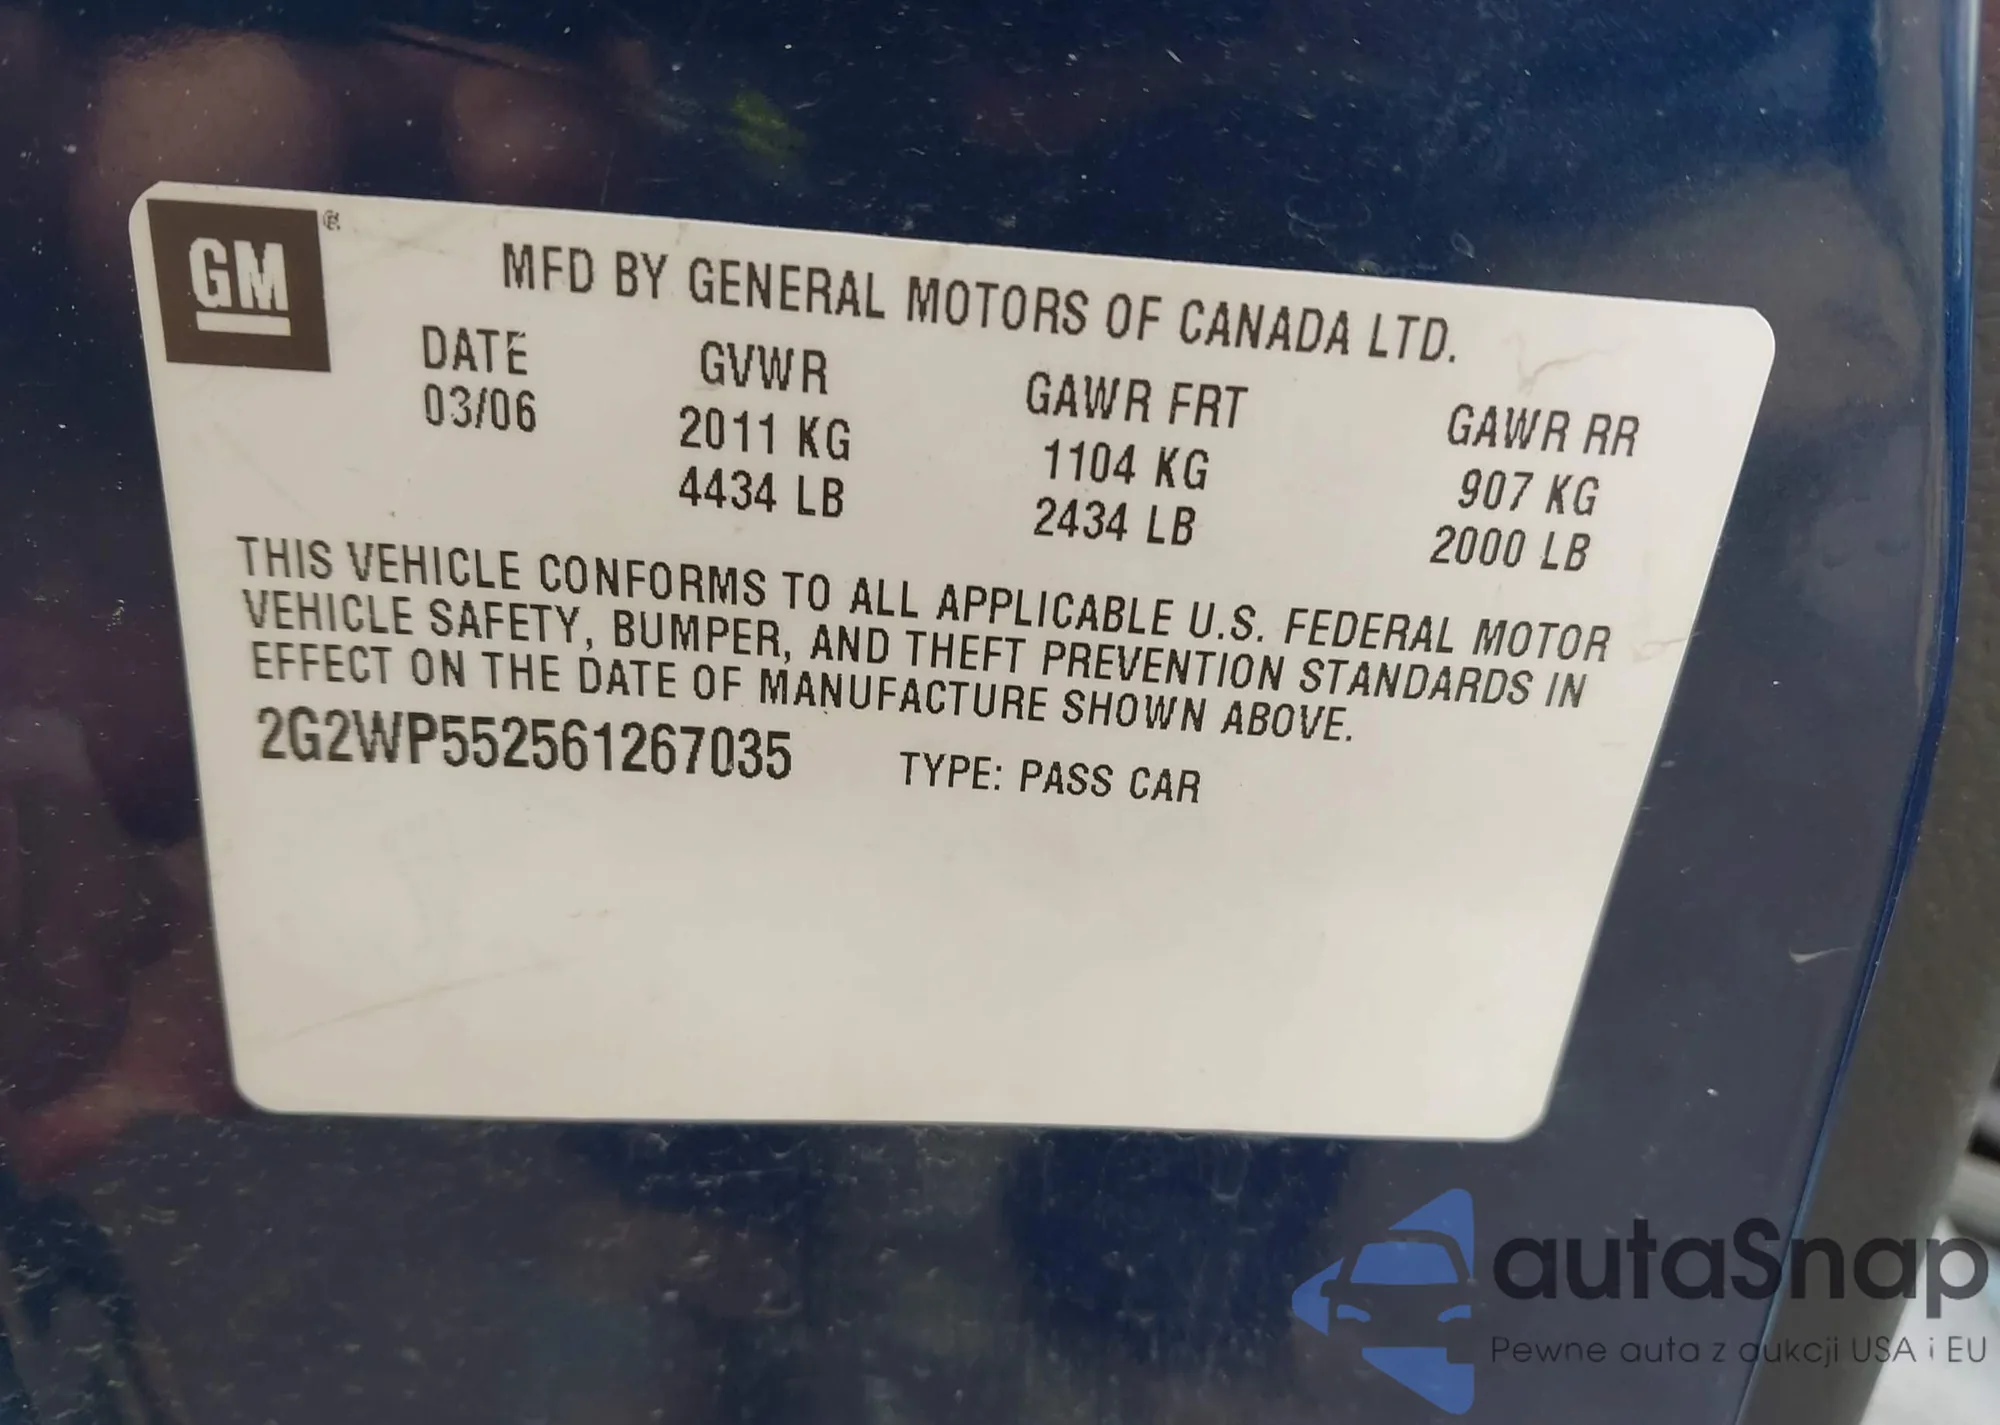 GM
MFD BY GENERAL MOTORS OF CANADA LTD.
DATE GVWR GAWR FRT GAWR RR
03/06 2011 KG 1104 KG 907 KG
4434 LB 2434 LB 2000 LB
THIS VEHICLE CONFORMS TO ALL APPLICABLE U.S. FEDERAL MOTOR
VEHICLE SAFETY, BUMPER, AND THEFT PREVENTION STANDARDS IN
EFFECT ON THE DATE OF MANUFACTURE SHOWN ABOVE.
2G2WP552561267035 TYPE: PASS CAR
autaSnap
Pewne auta z aukcji USA i EU